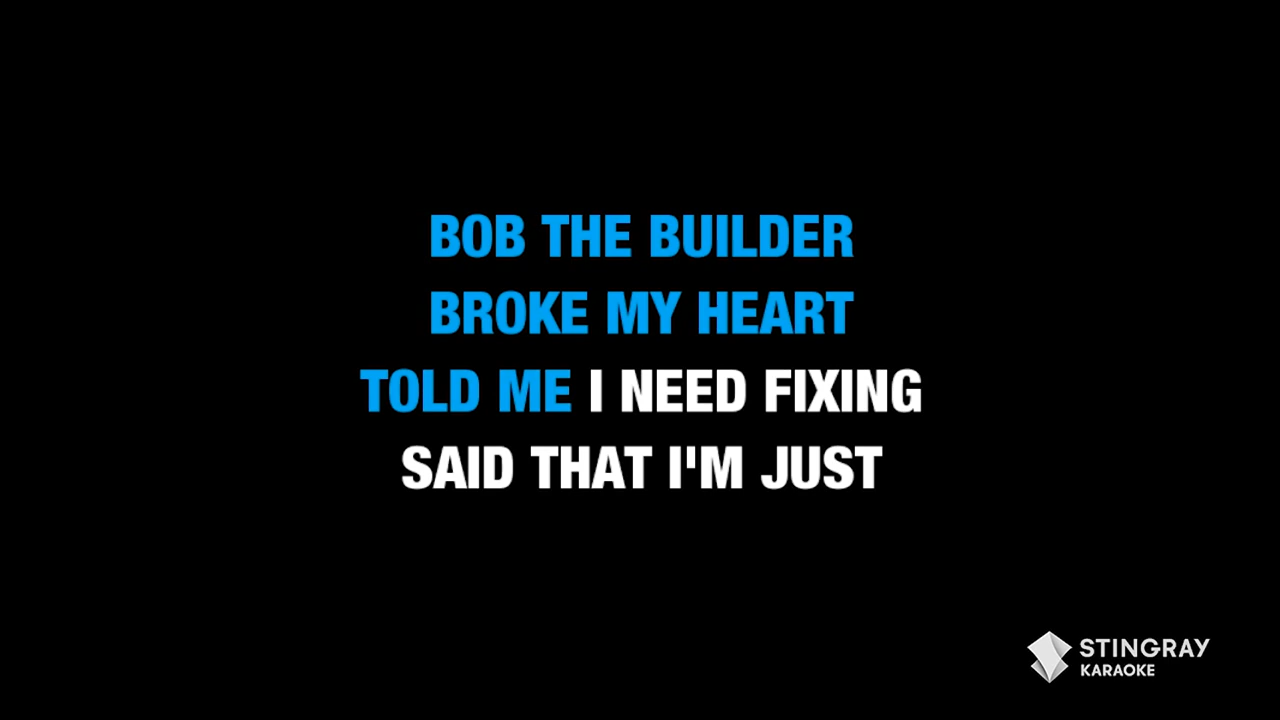 BOB THE BUILDER
BROKE MY HEART
TOLD ME I NEED FIXING
SAID THAT I'M JUST
STINGRAY
KARAOKE